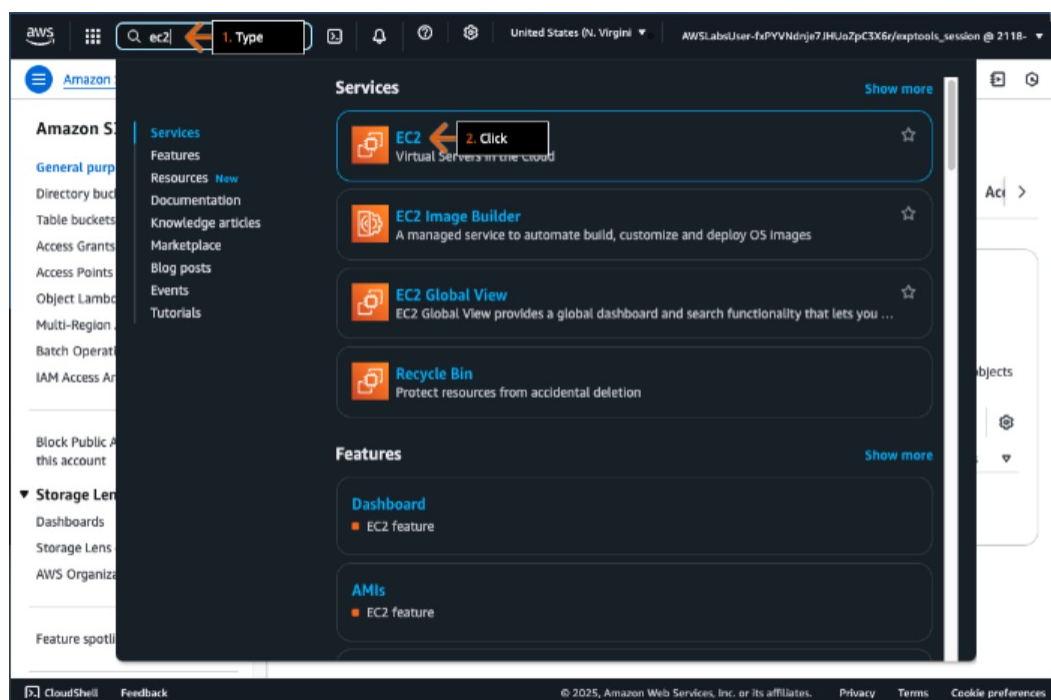 aws
ec2
1. Type
United States (N. Virgini
AWSLabsUser-fxPYVNdnje7JHUoZpC3X6r/exptools_session @ 2118-
Amazon
Services
Show more
Amazon S
General purp
Directory buc
Table buckets
Access Grants
Access Points
Object Lambd
Multi-Region
Batch Operati
IAM Access An
Block Public A
this account
Storage Len
Dashboards
Storage Lens
AWS Organiza
Feature spotli
Services
Features
Resources New
Documentation
Knowledge articles
Marketplace
Blog posts
Events
Tutorials
EC2
2. Click
Virtual Servers in the Cloud
EC2 Image Builder
A managed service to automate build, customize and deploy OS images
EC2 Global View
EC2 Global View provides a global dashboard and search functionality that lets you ...
Recycle Bin
Protect resources from accidental deletion
Features
Show more
Dashboard
EC2 feature
AMIs
EC2 feature
Acc
bjects
CloudShell Feedback
© 2025, Amazon Web Services, Inc. or its affiliates. Privacy Terms Cookie preferences